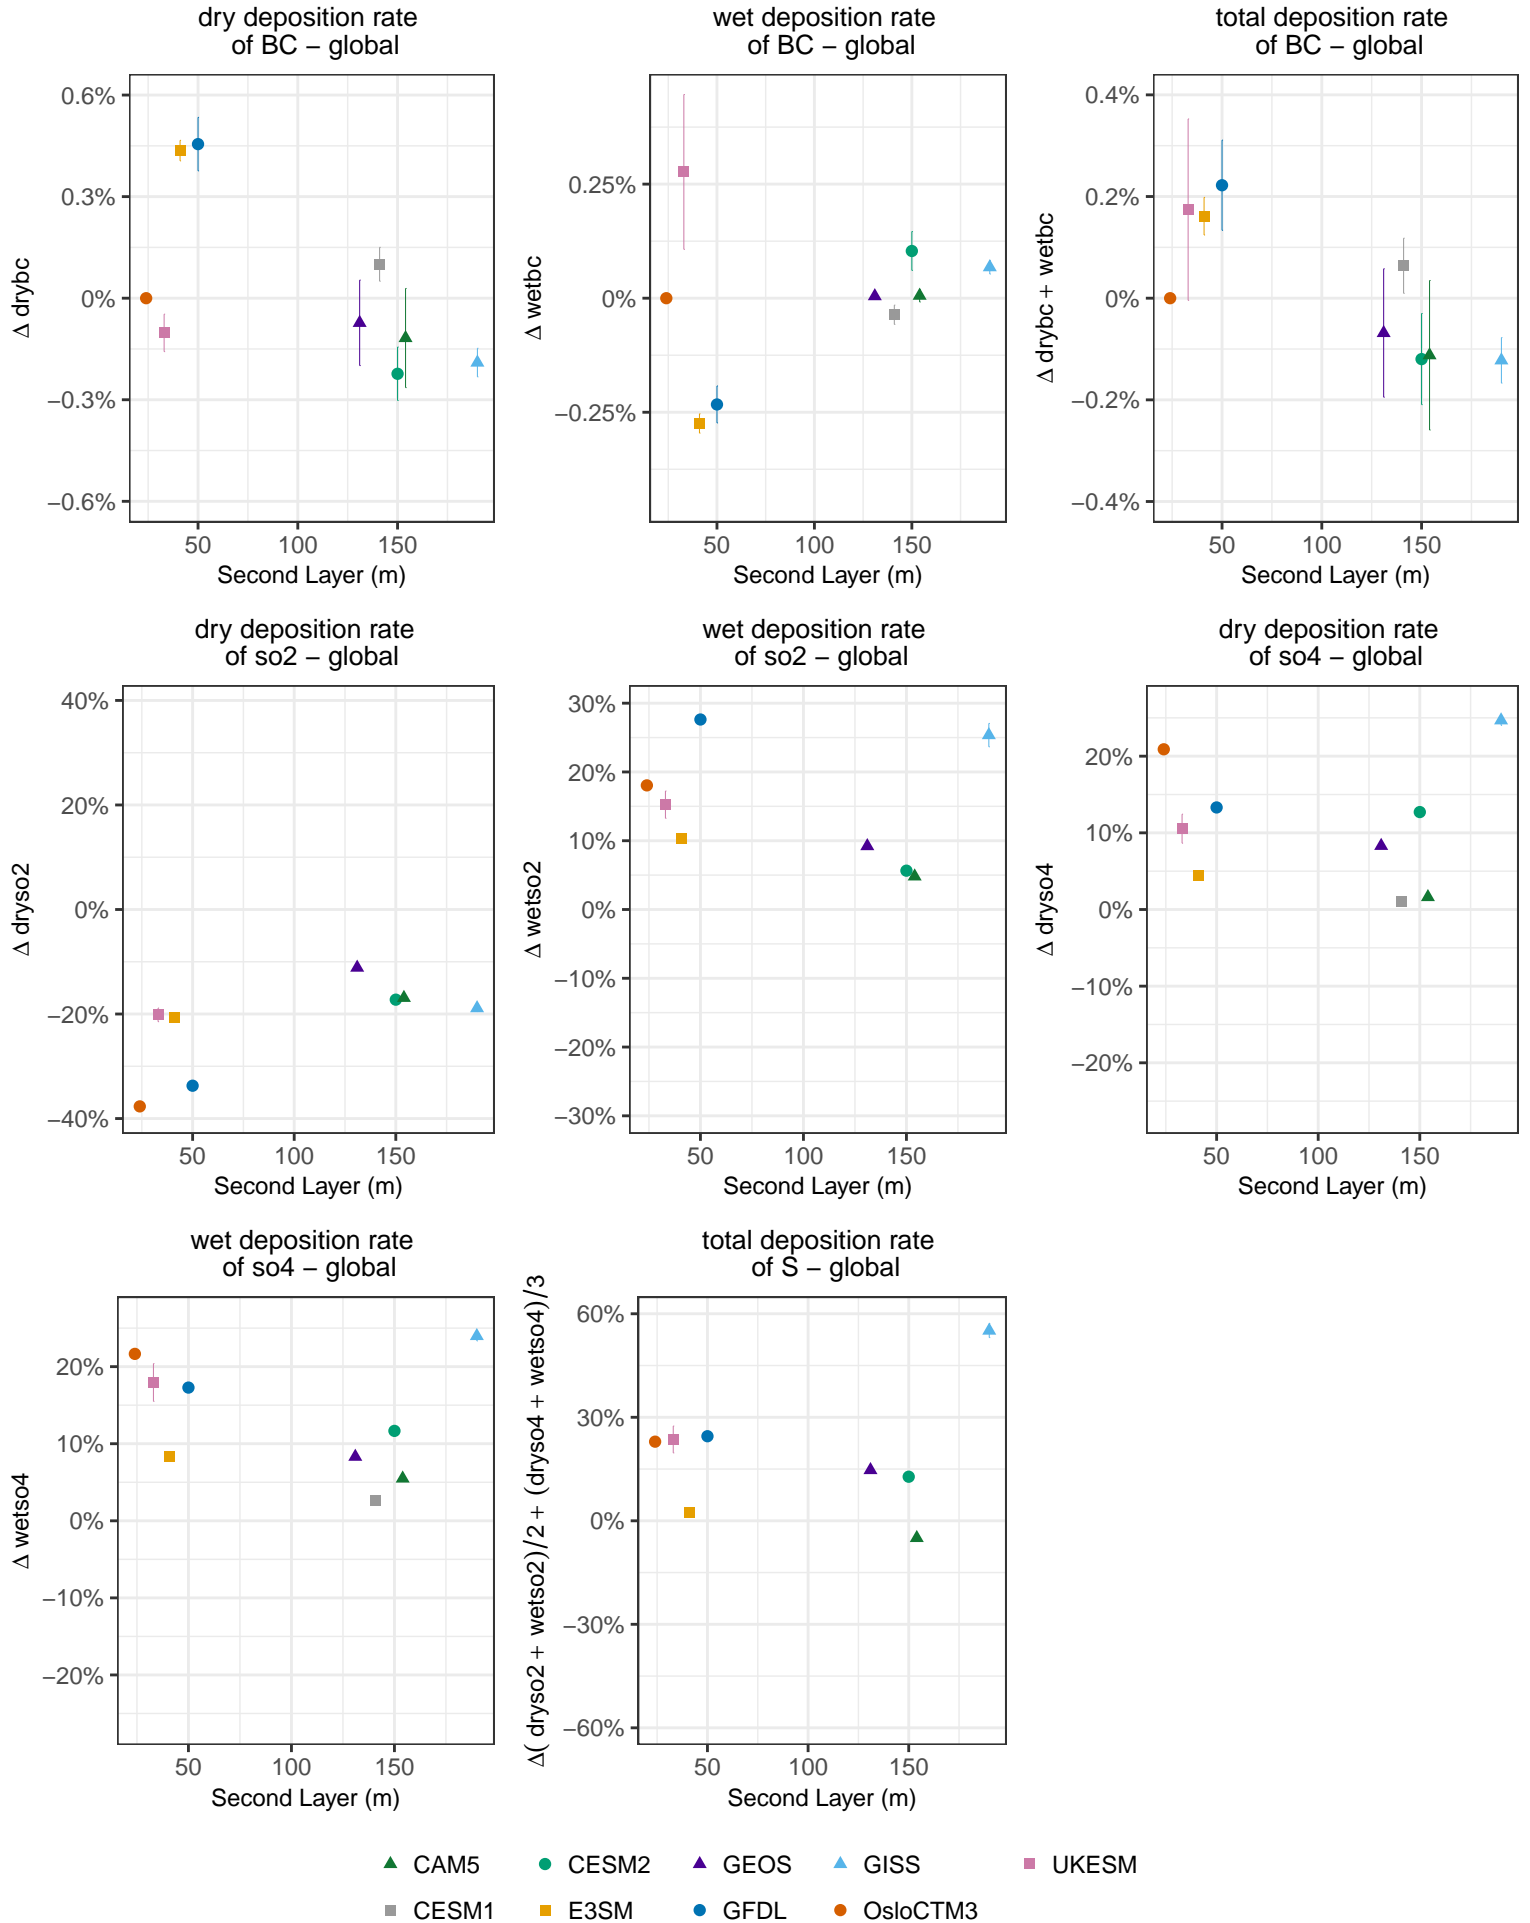 dry deposition rate
of BC − global
0.6%
0.3%
0%
−0.3%
−0.6%
Δ drybc
50
100
150
Second Layer (m)
wet deposition rate
of BC − global
0.25%
0%
−0.25%
Δ wetbc
50
100
150
Second Layer (m)
total deposition rate
of BC − global
0.4%
0.2%
0%
−0.2%
−0.4%
Δ drybc + wetbc
50
100
150
Second Layer (m)
dry deposition rate
of so2 − global
40%
20%
0%
−20%
−40%
Δ dryso2
50
100
150
Second Layer (m)
wet deposition rate
of so2 − global
30%
20%
10%
0%
−10%
−20%
−30%
Δ wetso2
50
100
150
Second Layer (m)
dry deposition rate
of so4 − global
20%
10%
0%
−10%
−20%
Δ dryso4
50
100
150
Second Layer (m)
wet deposition rate
of so4 − global
20%
10%
0%
−10%
−20%
Δ wetso4
50
100
150
Second Layer (m)
total deposition rate
of S − global
60%
30%
0%
−30%
−60%
Δ( dryso2 + wetso2)/2 + (dryso4 + wetso4)/3
50
100
150
Second Layer (m)
CAM5
CESM2
GEOS
GISS
UKESM
CESM1
E3SM
GFDL
OsloCTM3